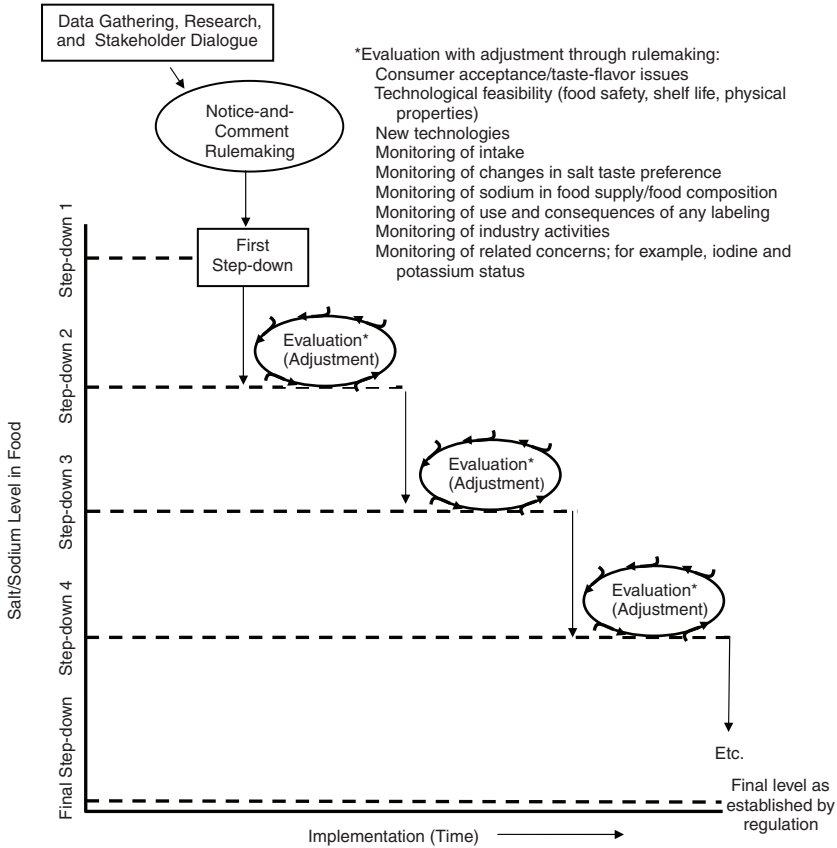 Data Gathering, Research,
and Stakeholder Dialogue
*Evaluation with adjustment through rulemaking:
Consumer acceptance/taste-flavor issues
Technological feasibility (food safety, shelf life, physical
properties)
New technologies
Monitoring of intake
Monitoring of changes in salt taste preference
Monitoring of sodium in food supply/food composition
Monitoring of use and consequences of any labeling
Monitoring of industry activities
Monitoring of related concerns; for example, iodine and
potassium status
Notice-and-
Comment
Rulemaking
First
Step-down
Evaluation*
(Adjustment)
Evaluation*
(Adjustment)
Evaluation*
(Adjustment)
Etc.
Final level as
established by
regulation
Salt/Sodium Level in Food
Step-down 1
Step-down 2
Step-down 3
Step-down 4
Final Step-down
Implementation (Time)